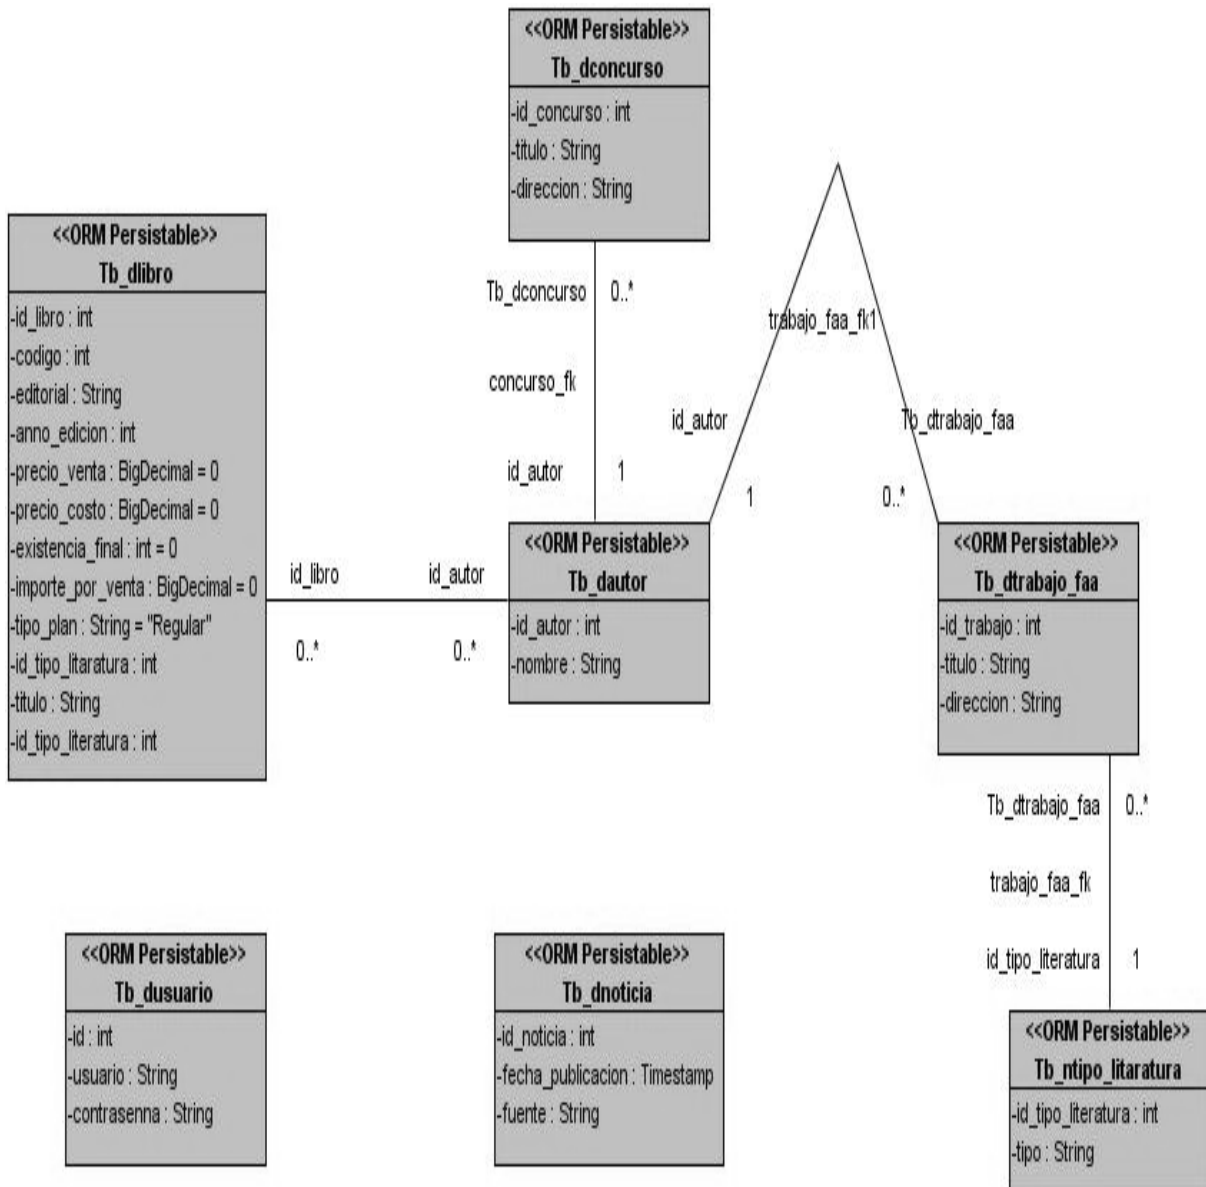 <<ORM Persistable>>
Tb_dconcurso
-id_concurso : int
-titulo : String
-direccion : String
<<ORM Persistable>>
Tb_dlibro
-id_libro : int
-codigo : int
-editorial : String
-anno_edicion : int
-precio_venta : BigDecimal = 0
-precio_costo : BigDecimal = 0
-existencia_final : int = 0
-importe_por_venta : BigDecimal = 0
-tipo_plan : String = "Regular"
-id_tipo_litaratura : int
-titulo : String
-id_tipo_literatura : int
Tb_dconcurso 0..*
concurso_fk
id_autor 1
trabajo_faa_fk1
id_autor
Tb_dtrabajo_faa
1
0..*
id_libro
id_autor
0..*
0..*
<<ORM Persistable>>
Tb_dautor
-id_autor : int
-nombre : String
<<ORM Persistable>>
Tb_dtrabajo_faa
-id_trabajo : int
-titulo : String
-direccion : String
Tb_dtrabajo_faa 0..*
trabajo_faa_fk
id_tipo_literatura 1
<<ORM Persistable>>
Tb_dusuario
-id : int
-usuario : String
-contrasenna : String
<<ORM Persistable>>
Tb_dnoticia
-id_noticia : int
-fecha_publicacion : Timestamp
-fuente : String
<<ORM Persistable>>
Tb_ntipo_litaratura
-id_tipo_literatura : int
-tipo : String